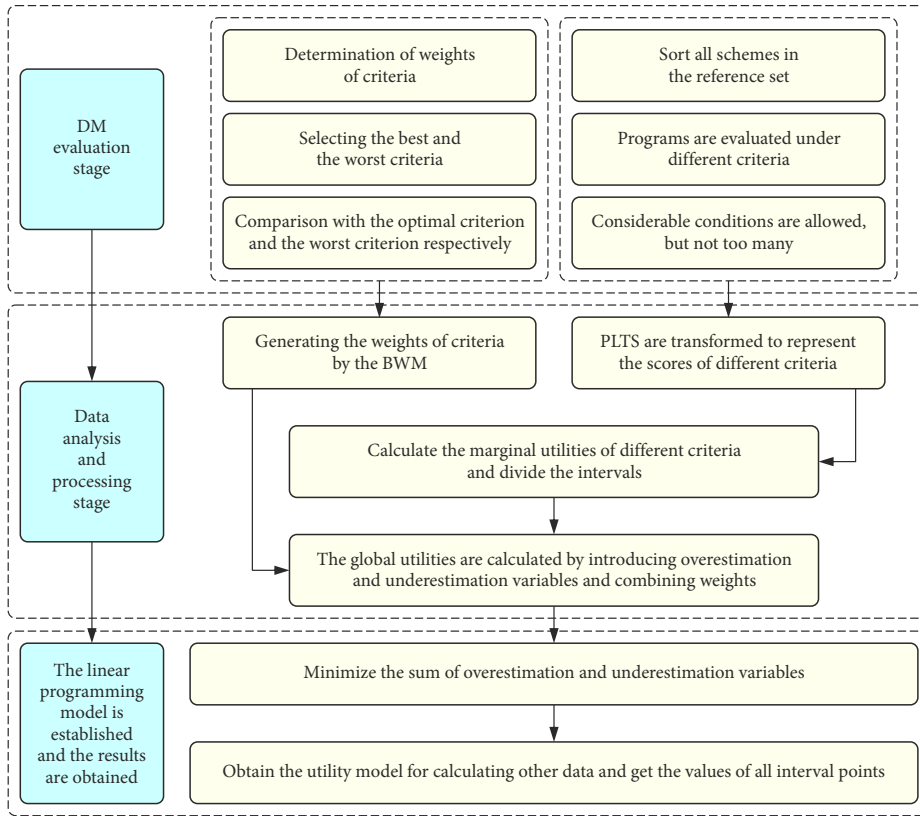 DM
evaluation
stage
Determination of weights
of criteria
Selecting the best and
the worst criteria
Comparison with the optimal criterion
and the worst criterion respectively
Sort all schemes in
the reference set
Programs are evaluated under
different criteria
Considerable conditions are allowed,
but not too many
Data
analysis
and
processing
stage
Generating the weights of criteria
by the BWM
PLTS are transformed to represent
the scores of different criteria
Calculate the marginal utilities of different criteria
and divide the intervals
The global utilities are calculated by introducing overestimation
and underestimation variables and combining weights
The linear
programming
model is
established
and the results
are obtained
Minimize the sum of overestimation and underestimation variables
Obtain the utility model for calculating other data and get the values of all interval points